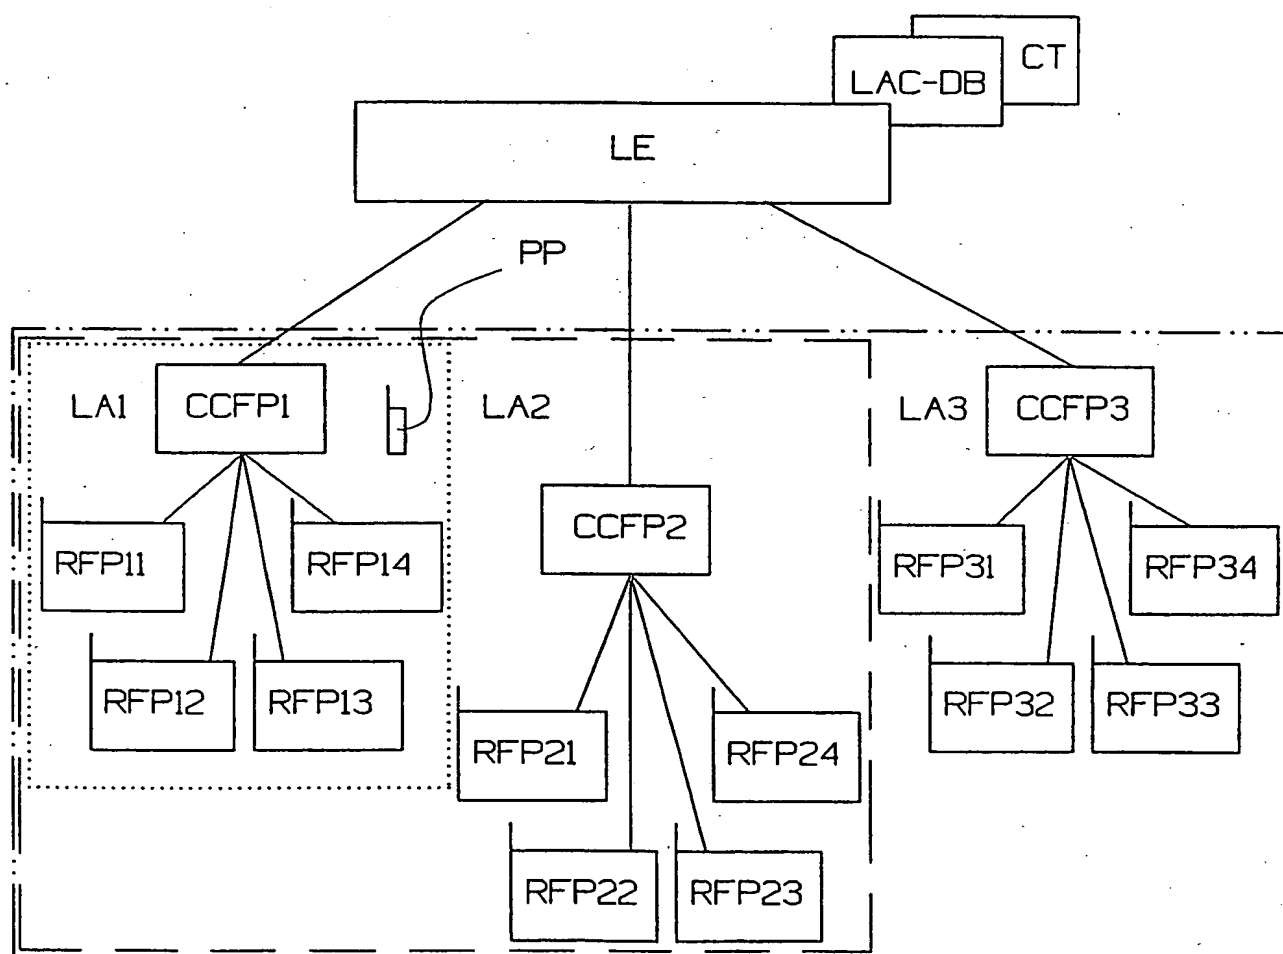 CT
LAC-DB
LE
PP
LA1
CCFP1
LA2
LA3
CCFP3
CCFP2
RFP11
RFP14
RFP31
RFP34
RFP12
RFP13
RFP32
RFP33
RFP21
RFP24
RFP22
RFP23